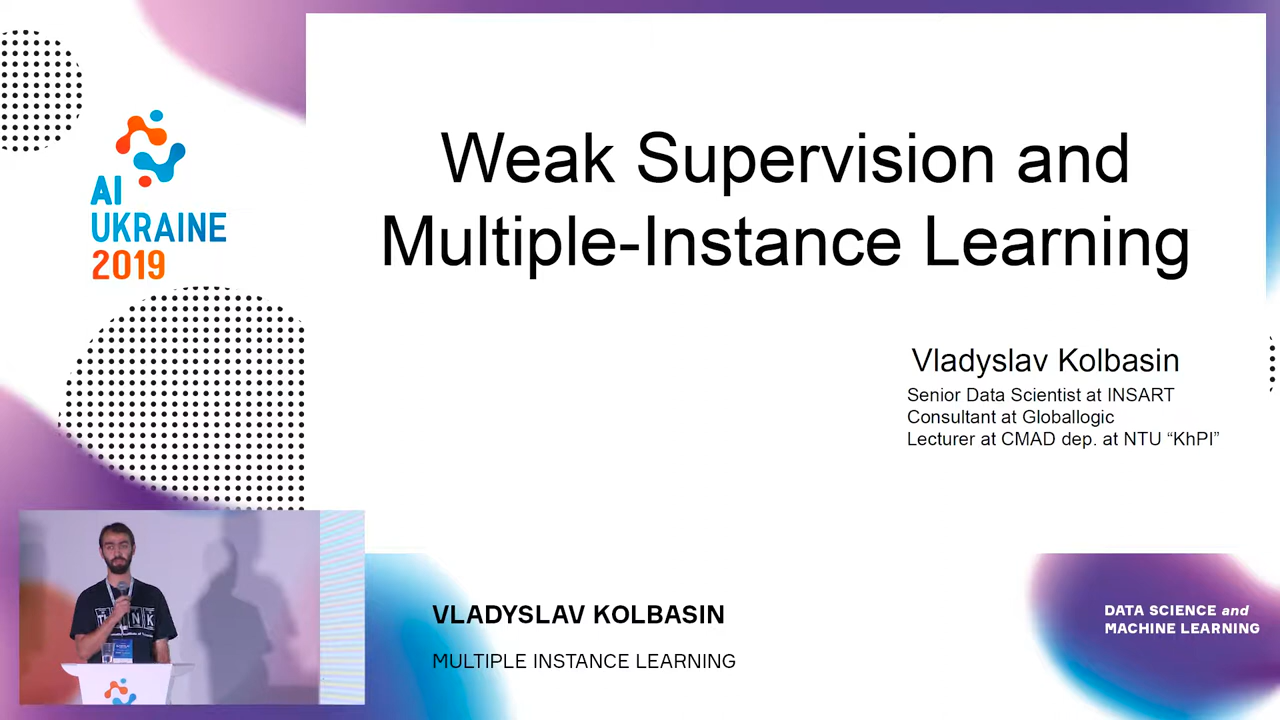 AI
UKRAINE
2019
Weak Supervision and
Multiple-Instance Learning
Vladyslav Kolbasin
Senior Data Scientist at INSART
Consultant at Globallogic
Lecturer at CMAD dep. at NTU “KhPI”
VLADYSLAV KOLBASIN
MULTIPLE INSTANCE LEARNING
DATA SCIENCE and
MACHINE LEARNING